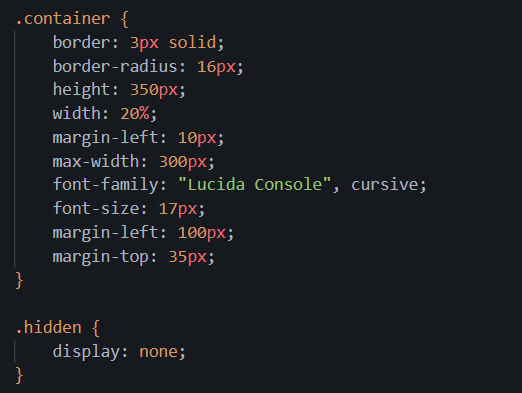 .container {
    border: 3px solid;
    border-radius: 16px;
    height: 350px;
    width: 20%;
    margin-left: 10px;
    max-width: 300px;
    font-family: "Lucida Console", cursive;
    font-size: 17px;
    margin-left: 100px;
    margin-top: 35px;
}

.hidden {
    display: none;
}